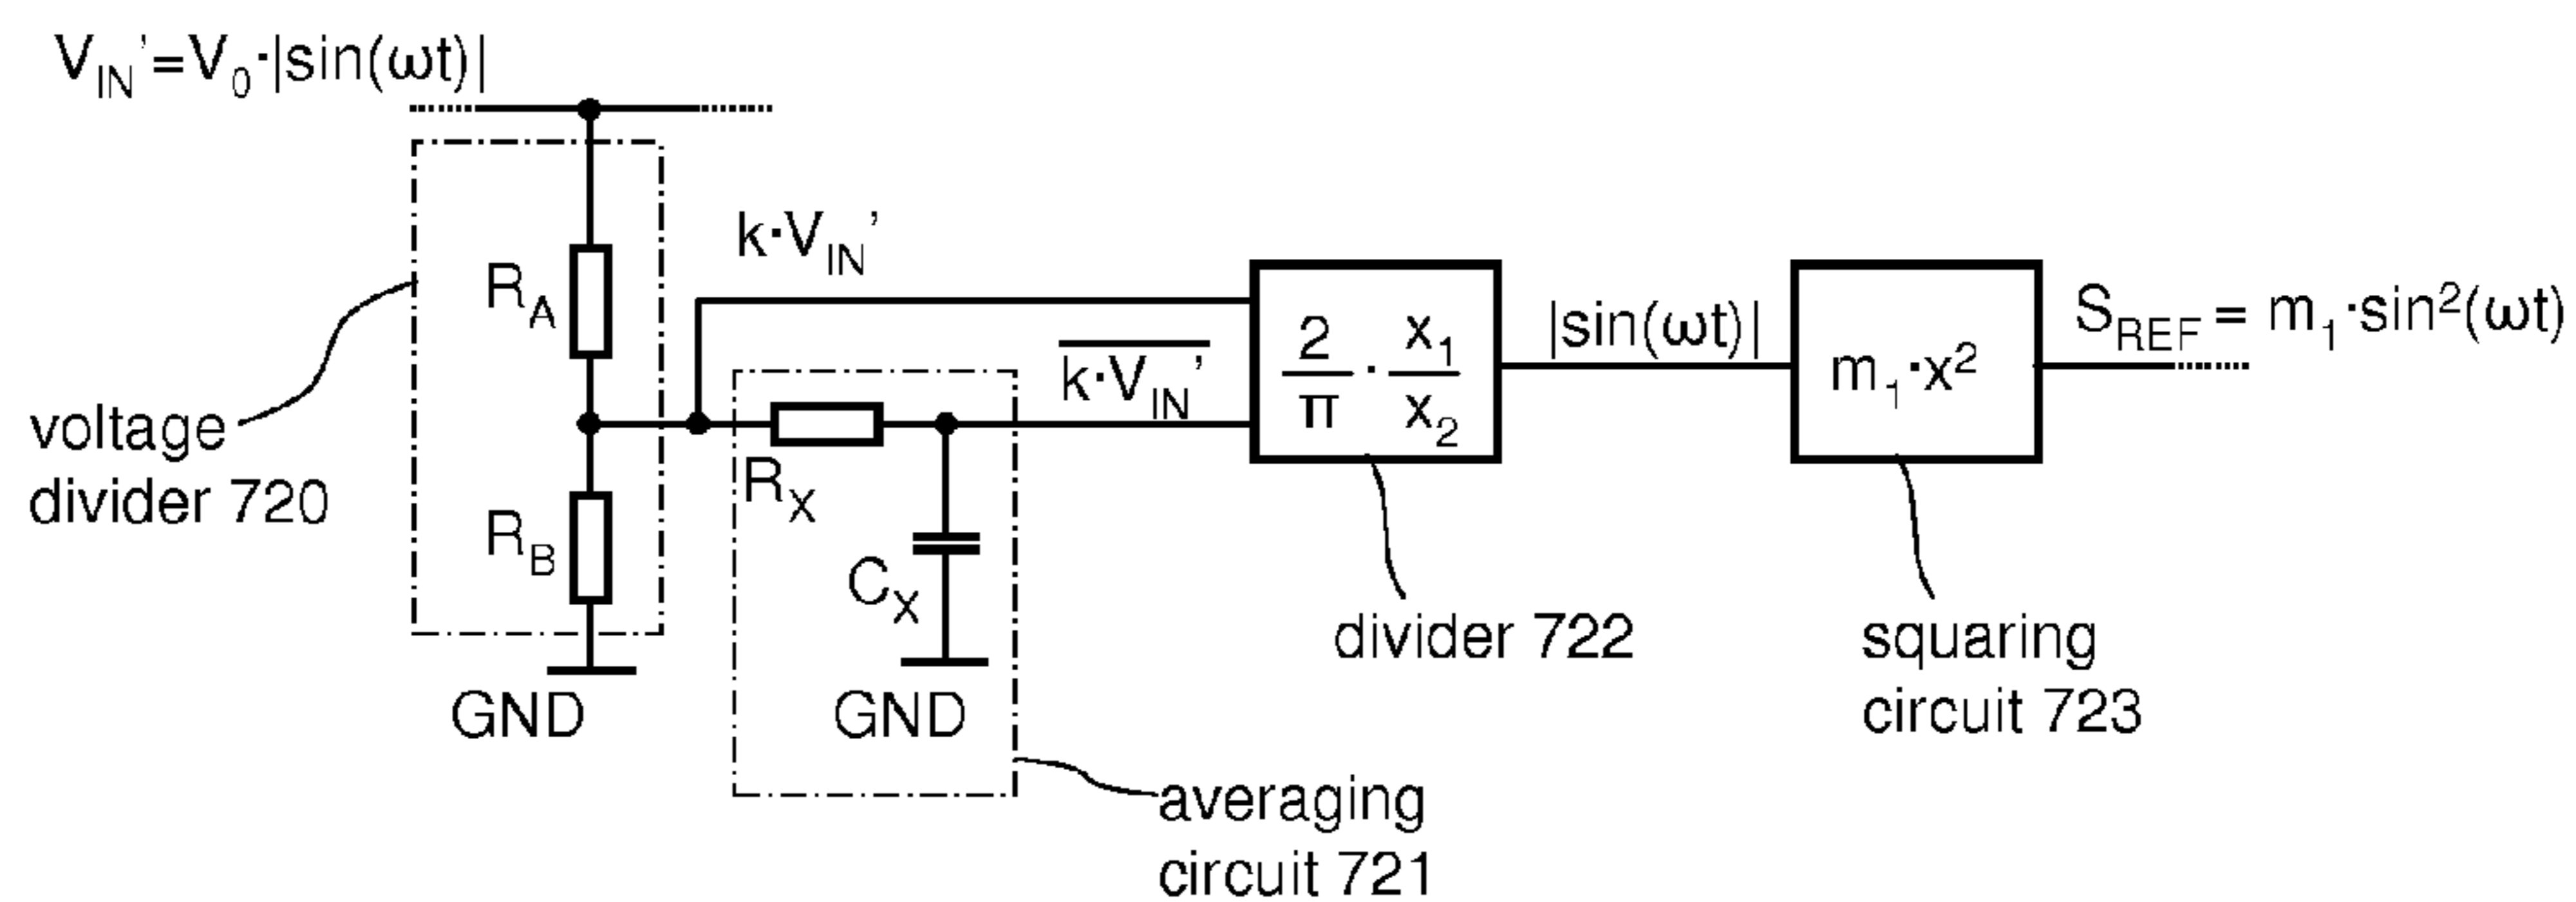 V_IN'=V_0·|sin(ωt)|
k·V_IN'
R_A
2/π · x_1/x_2
|sin(ωt)|
m_1·x²
S_REF = m_1·sin²(ωt)
k·V_IN'
voltage
divider 720
R_X
R_B
C_X
GND
GND
divider 722
squaring
circuit 723
averaging
circuit 721